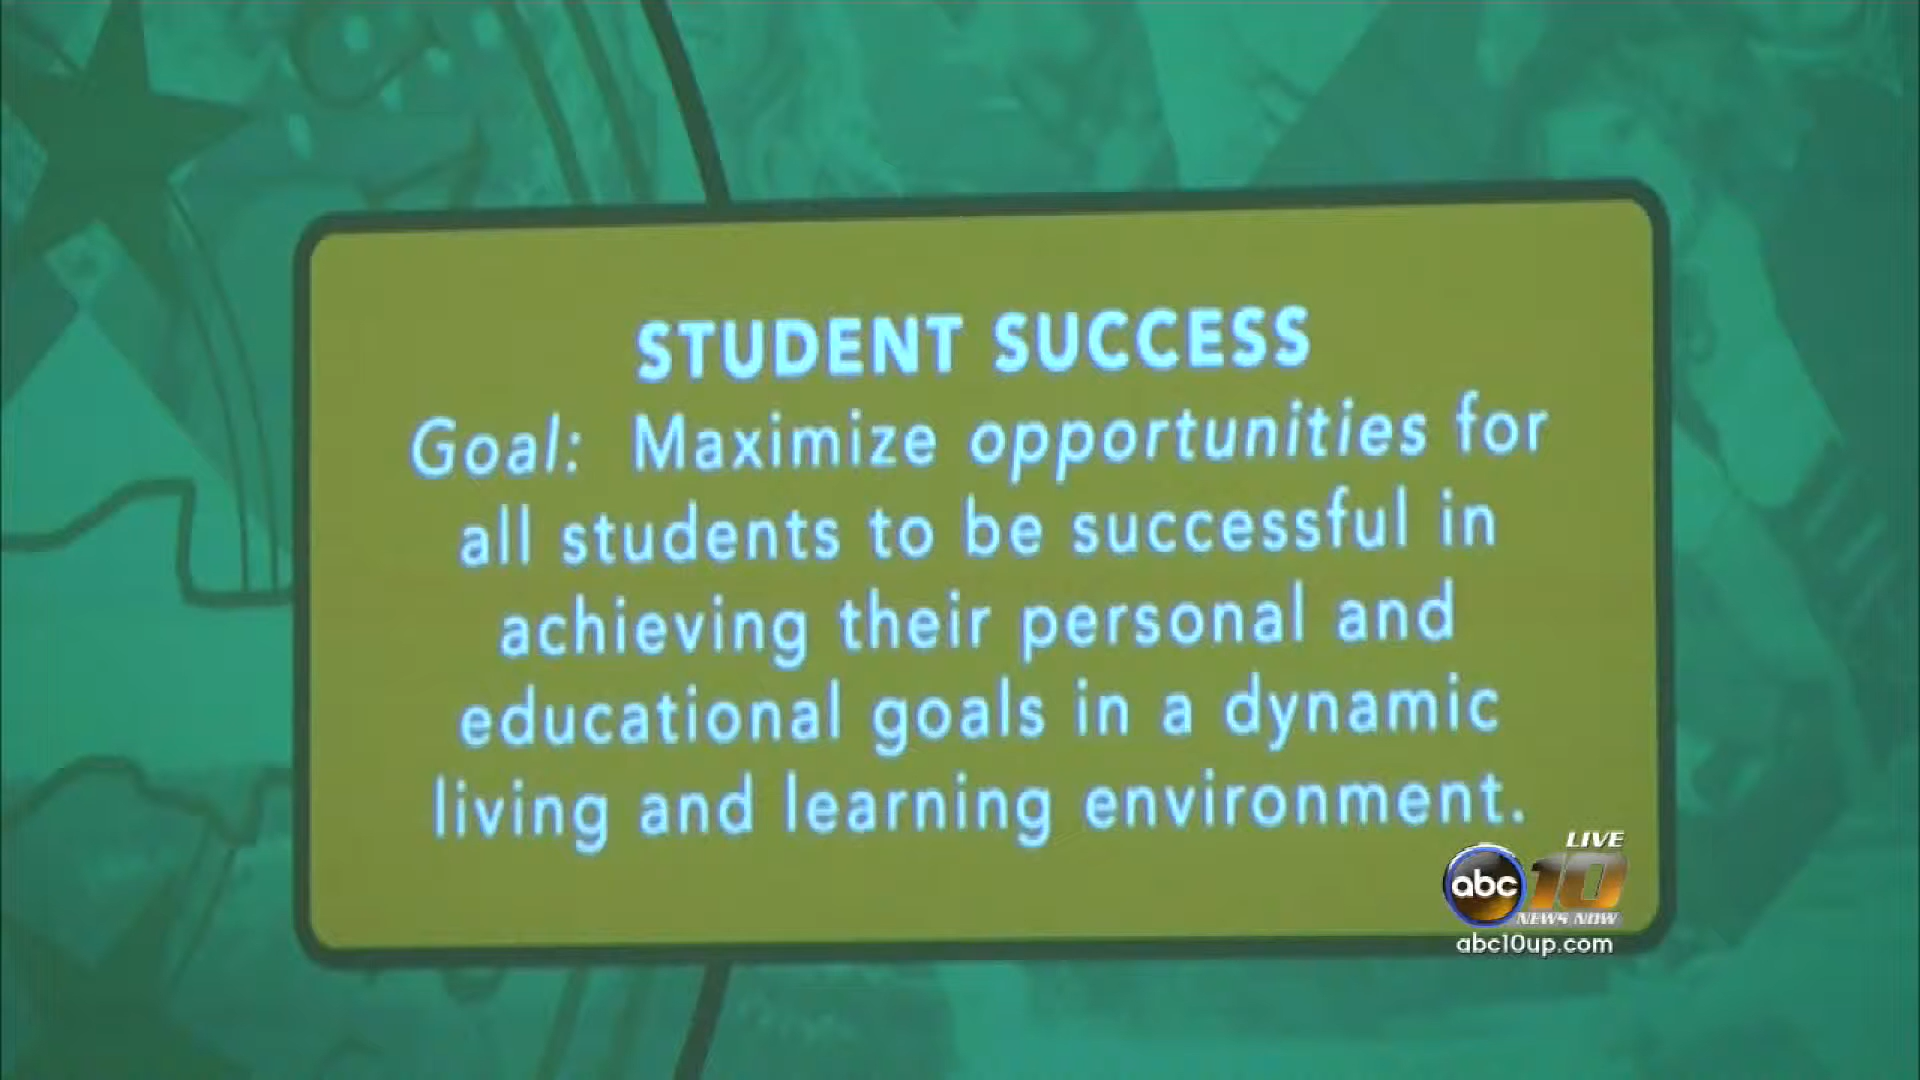 STUDENT SUCCESS
Goal: Maximize opportunities for
all students to be successful in
achieving their personal and
educational goals in a dynamic
living and learning environment.
LIVE
abc 10
NEWS NOW
abc10up.com